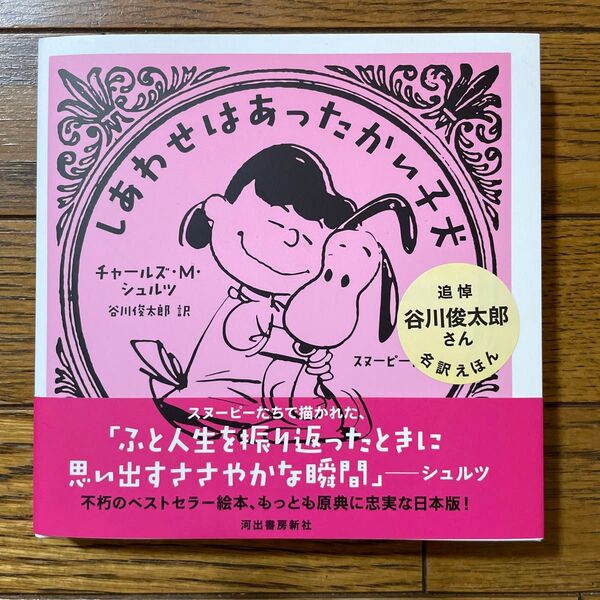 しあわせはあったかい子犬
チャールズ・M・
シュルツ
谷川俊太郎 訳
スヌーピー
追悼
谷川俊太郎
さん
名訳えほん
スヌーピーたちで描かれた、
「ふと人生を振り返ったときに
思い出すささやかな瞬間」──シュルツ
不朽のベストセラー絵本、もっとも原典に忠実な日本版！
河出書房新社